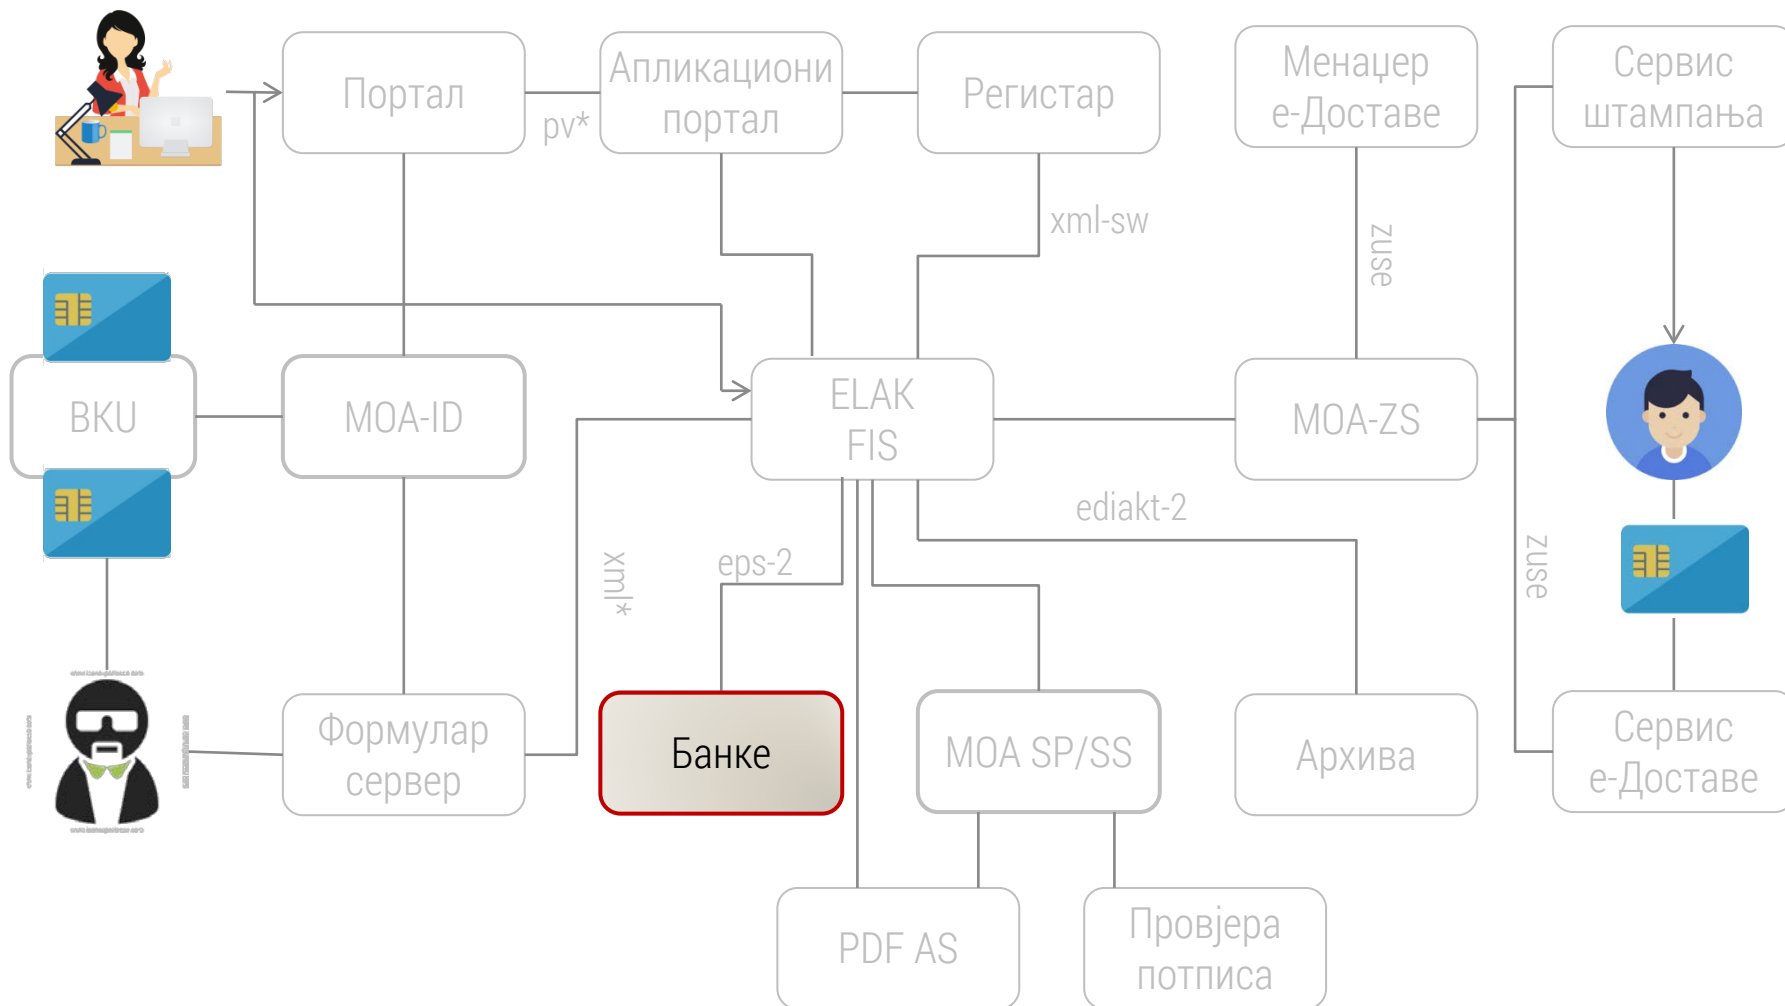 Портал
Апликациони
портал
Регистар
Менаџер
е-Доставе
Сервис
штампања
pv*
xml-sw
zuse
BKU
MOA-ID
ELAK
FIS
MOA-ZS
ediakt-2
eps-2
xml*
zuse
Формулар
сервер
Банке
MOA SP/SS
Архива
Сервис
е-Доставе
PDF AS
Провјера
потписа